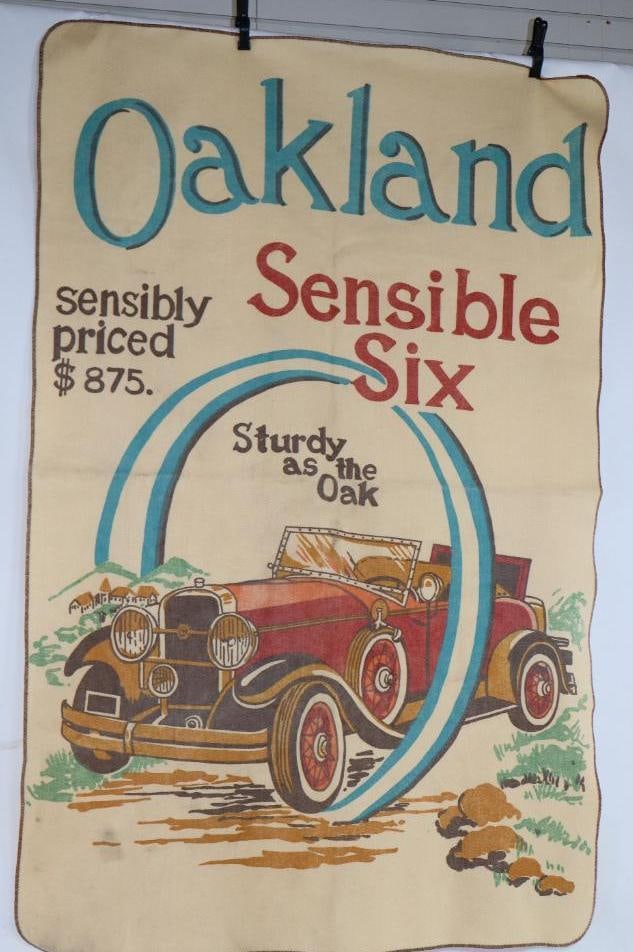 Oakland
Sensible
Six
sensibly
priced
$875.
Sturdy
as the
Oak